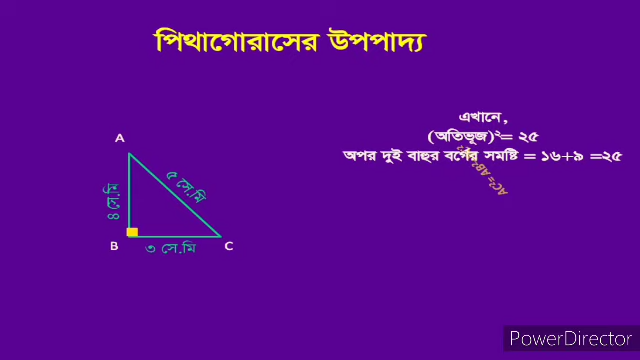 পিথাগোরাসের উপপাদ্য
এখানে,
(অতিভূজ)²= ২৫
অপর দুই বাহুর বর্গের সমষ্টি = ১৬+৯ =২৫
A
৫ সে.মি
৪ সে.মি
B
৩ সে.মি
C
PowerDirector